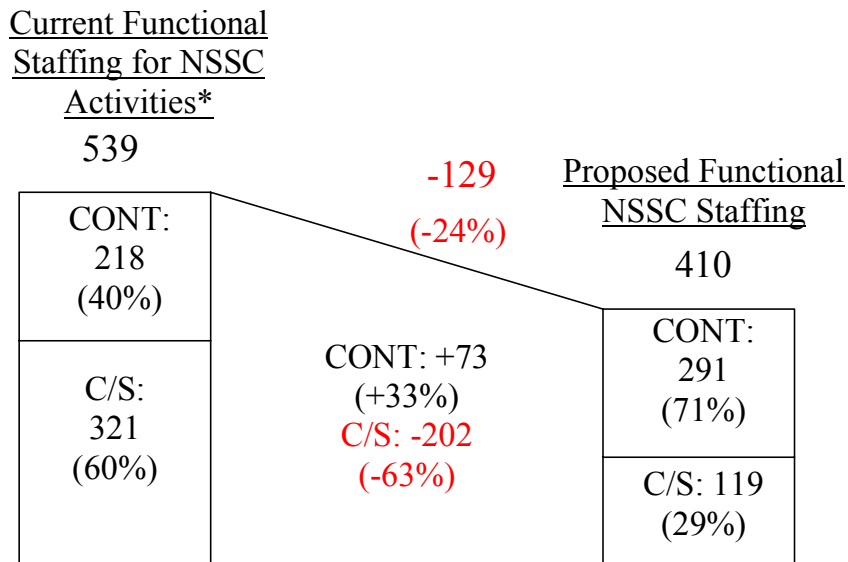 Current Functional
Staffing for NSSC
Activities*
539
-129
(-24%)
Proposed Functional
NSSC Staffing
410
CONT:
218
(40%)
C/S:
321
(60%)
CONT: +73
(+33%)
C/S: -202
(-63%)
CONT:
291
(71%)
C/S: 119
(29%)